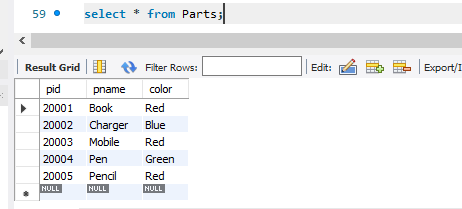 59 select * from Parts;
Result Grid Filter Rows: Edit: Export/I
pid pname color
20001 Book Red
20002 Charger Blue
20003 Mobile Red
20004 Pen Green
20005 Pencil Red
NULL NULL NULL